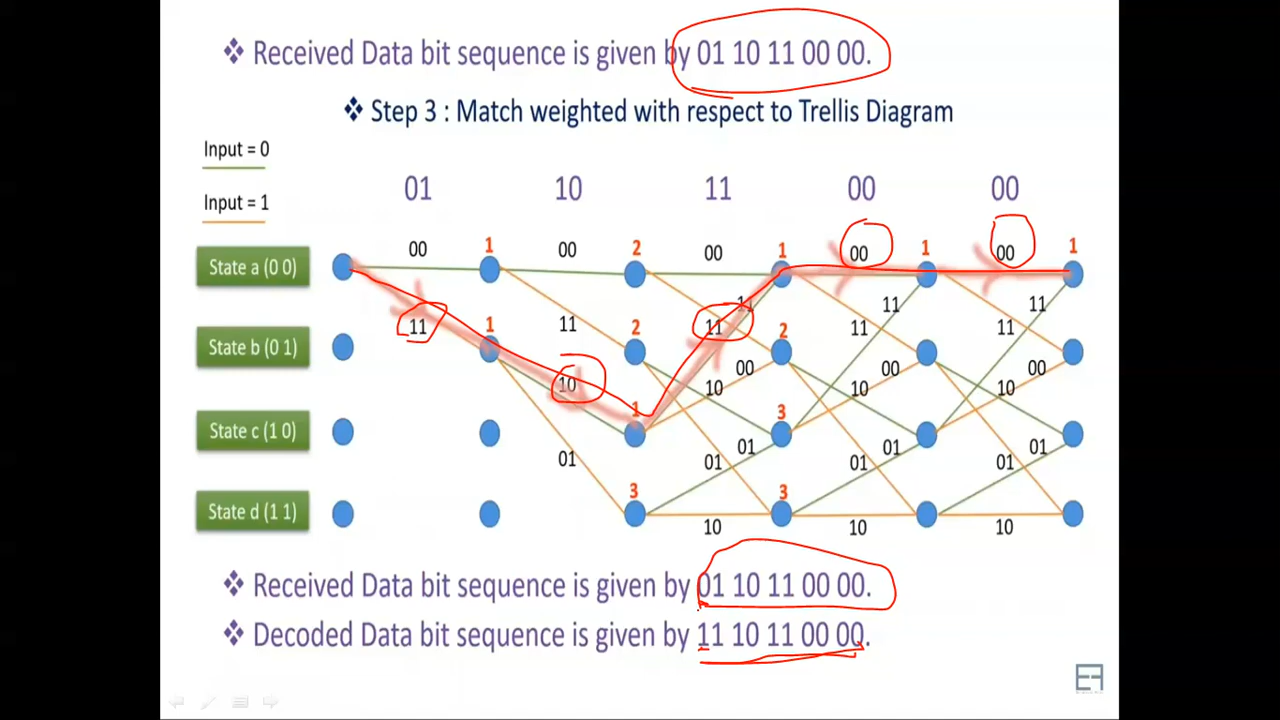 ❖ Received Data bit sequence is given by 01 10 11 00 00.
❖ Step 3 : Match weighted with respect to Trellis Diagram
Input = 0
Input = 1
01 10 11 00 00
State a (0 0) 00 1 00 2 00 1 00 1 00 1
11 11 11 11 11 11 11
State b (0 1) 1 2 2
10 00 10 00 10 00 10
State c (1 0) 1 3
01 01 01 01 01 01 01
State d (1 1) 3 3
10 10 10
❖ Received Data bit sequence is given by 01 10 11 00 00.
❖ Decoded Data bit sequence is given by 11 10 11 00 00.
EF